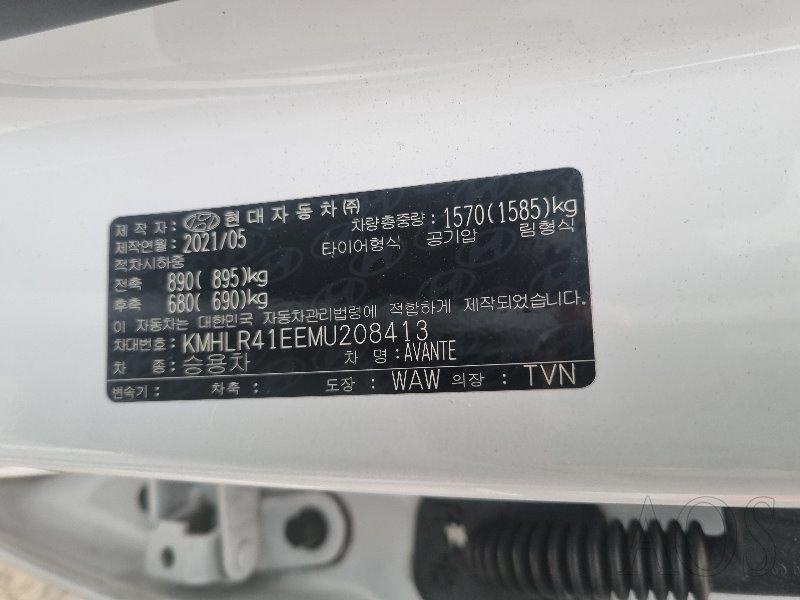 제 작 자: 현대자동차㈜ 차량총중량: 1570(1585)kg
제작연월: 2021/05 타이어형식 공기압 림형식
적차시하중
전축 890( 895)kg
후축 680( 690)kg
이 자동차는 대한민국 자동차관리법령에 적합하게 제작되었습니다.
차대번호: KMHLR41EEMU208413
차 종: 승용차 차 명: AVANTE
변속기: 차축: 도장: WAW 의장: TVN
AOS